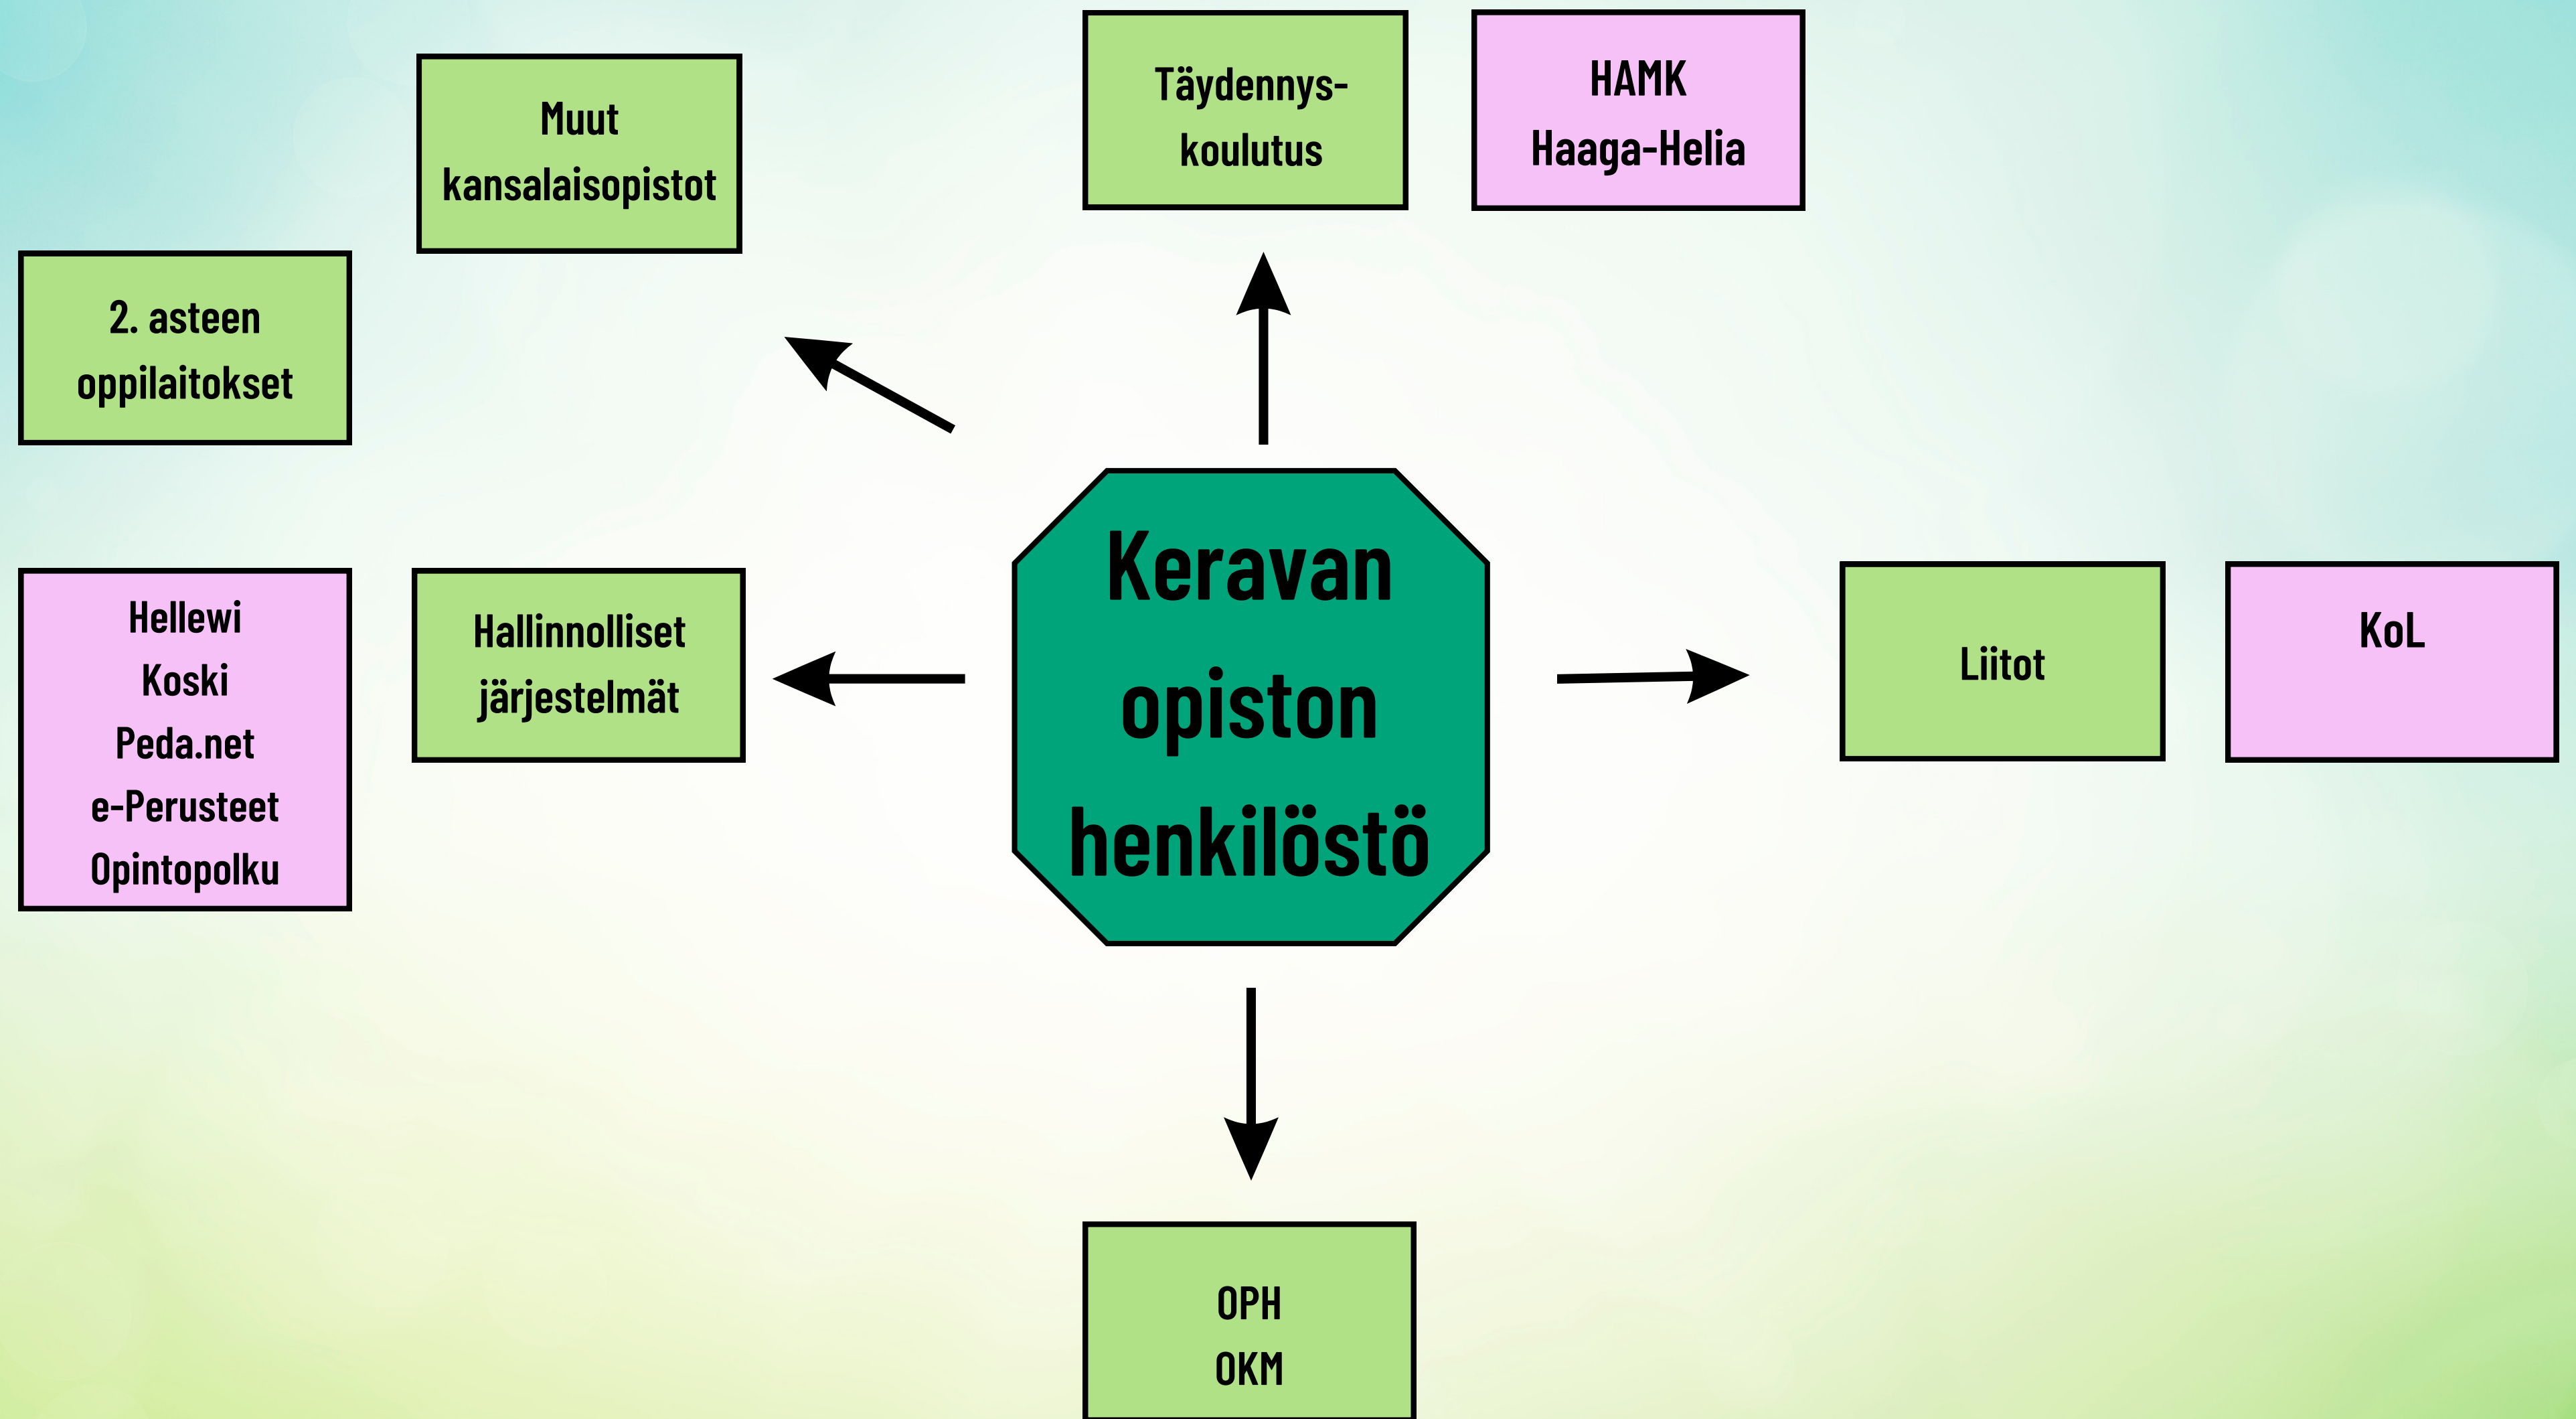 Täydennys-
koulutus
HAMK
Haaga-Helia
Muut
kansalaisopistot
2. asteen
oppilaitokset
Keravan
opiston
henkilöstö
Hellewi
Koski
Peda.net
e-Perusteet
Opintopolku
Hallinnolliset
järjestelmät
Liitot
KoL
OPH
OKM